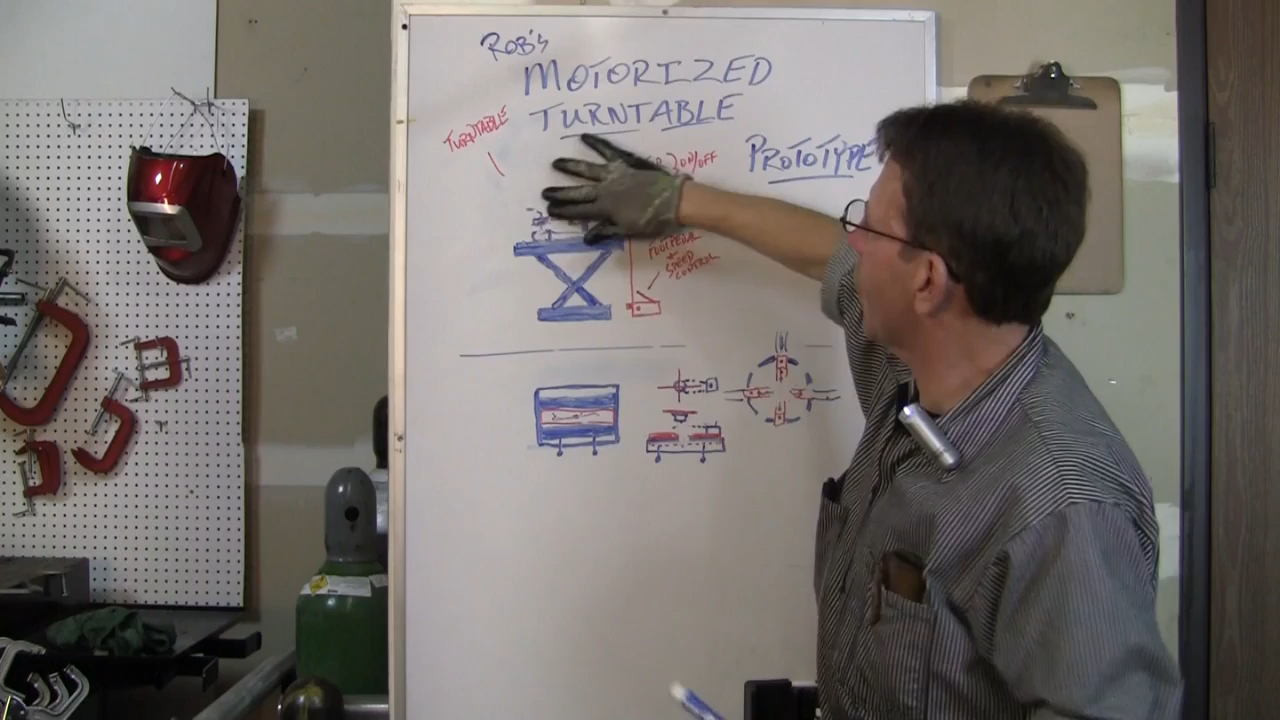 ROB'S
MOTORIZED
TURNTABLE
TURNTABLE
PROTOTYPE
ON/OFF
FOOTPEDAL
+
SPEED
CONTROL